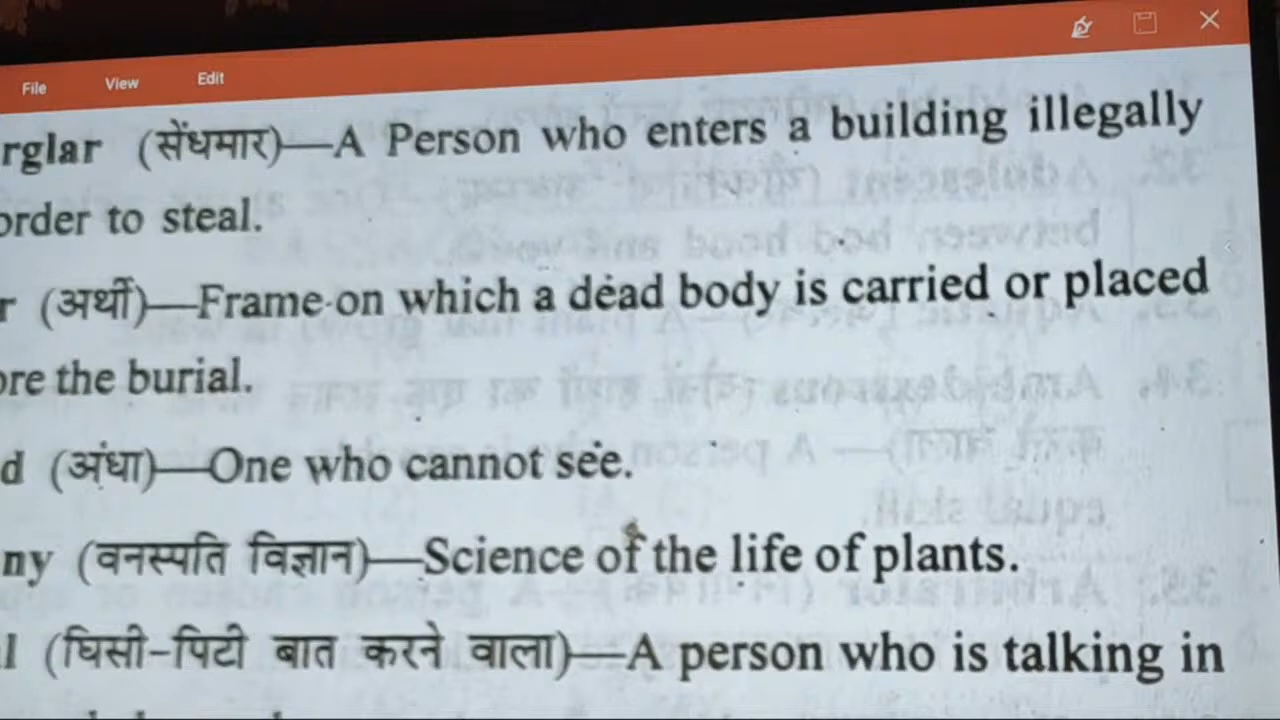 File View Edit
rglar (सेंधमार)—A Person who enters a building illegally
order to steal.
r (अर्थी)—Frame on which a dead body is carried or placed
ore the burial.
d (अंधा)—One who cannot see.
ny (वनस्पति विज्ञान)—Science of the life of plants.
l (घिसी-पिटी बात करने वाला)—A person who is talking in